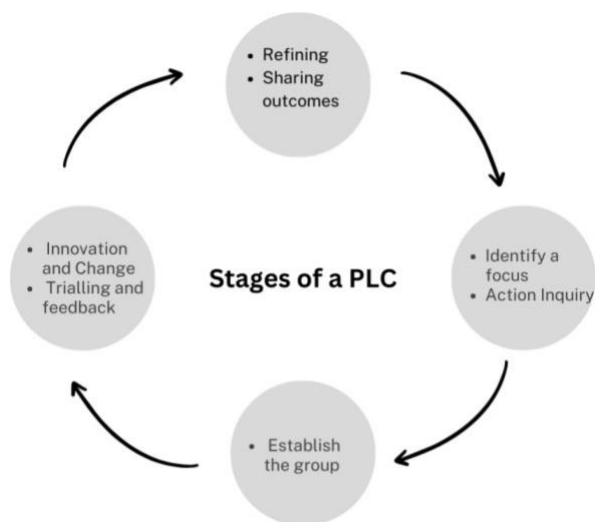 • Refining
• Sharing
outcomes
• Innovation
and Change
• Trialling and
feedback
Stages of a PLC
• Identify a
focus
• Action Inquiry
• Establish
the group